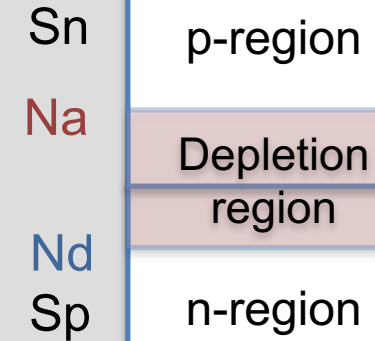 Sn
p-region
Na
Depletion
region
Nd
Sp
n-region